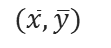 (x̄, ȳ)